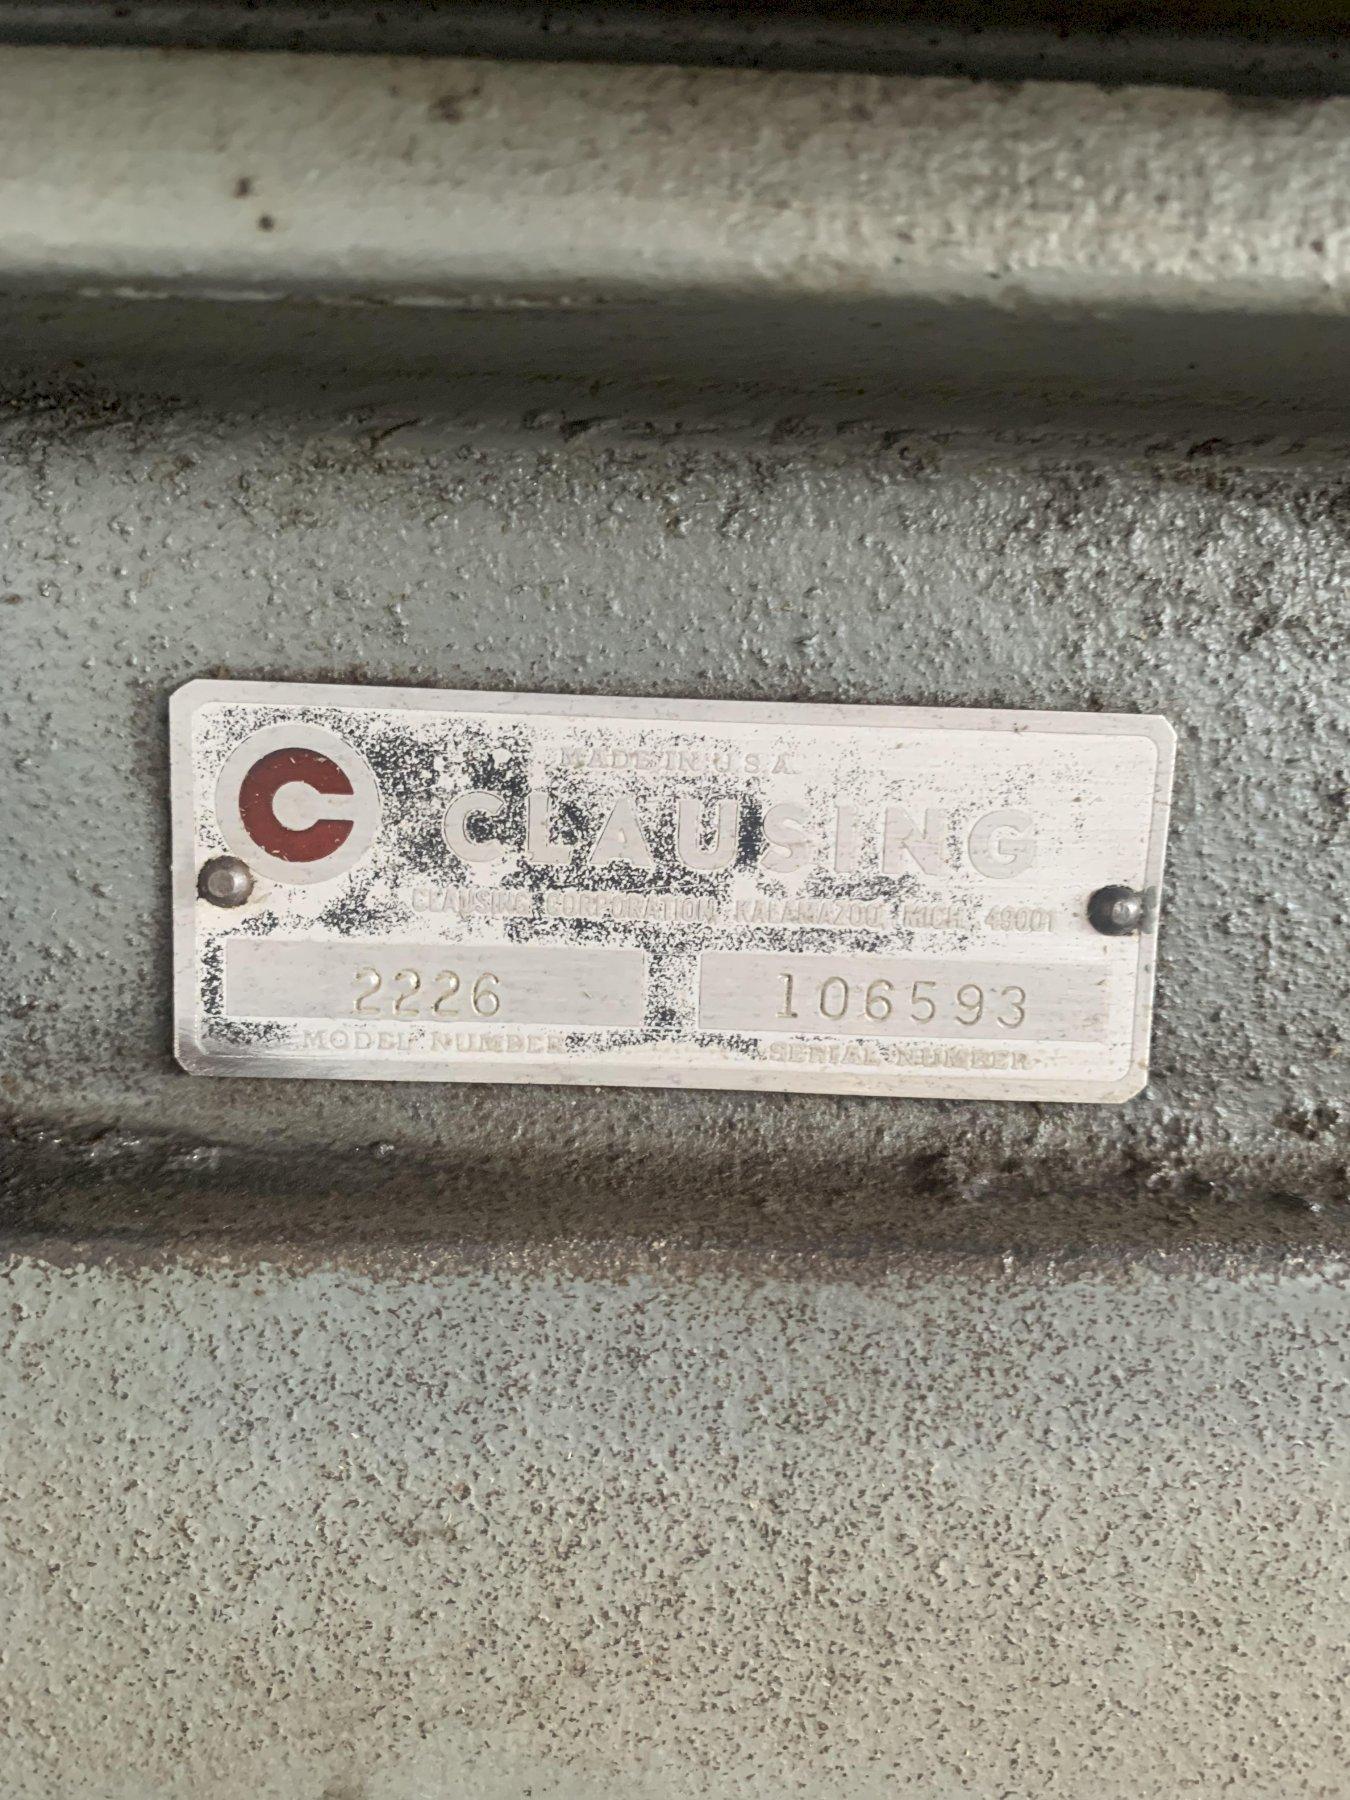 C
MADE IN U.S.A.
CLAUSING
CLAUSING CORPORATION, KALAMAZOO, MICH. 49001
2226 106593
MODEL NUMBER SERIAL NUMBER